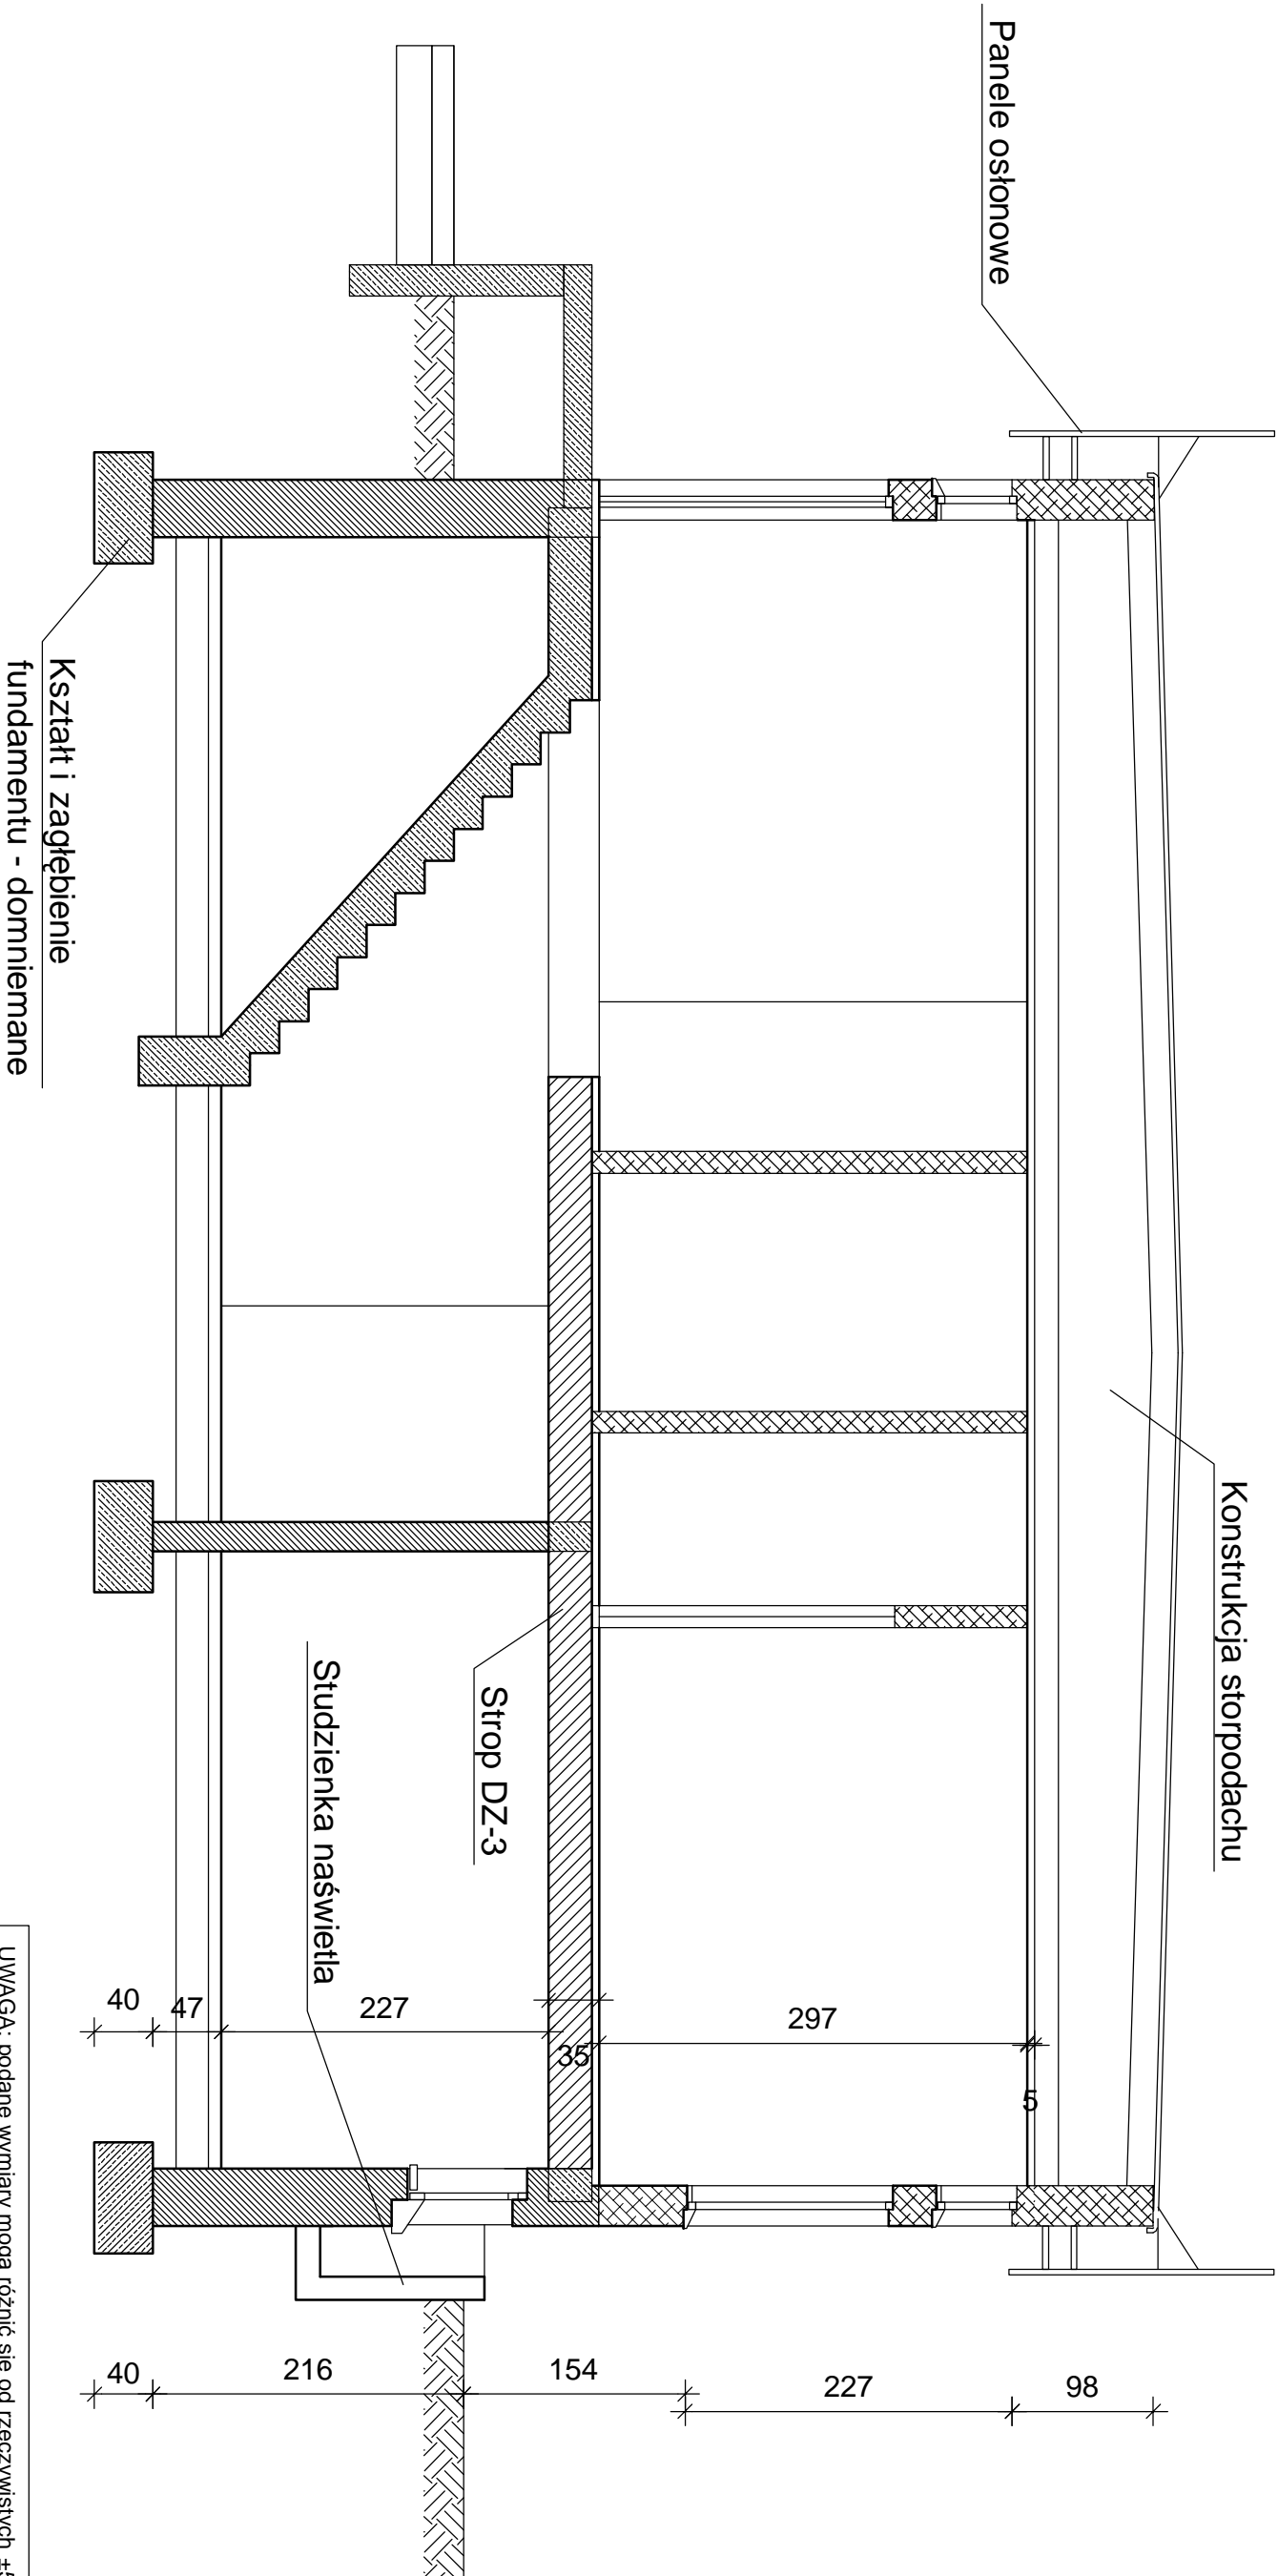 Panele osłonowe
Konstrukcja storpodachu
Strop DZ-3
Studzienka naświetla
Kształt i zagłębienie
fundamentu - domniemane
5
297
35
227
47
40
98
227
154
216
40
UWAGA: podane wymiary mogą różnić się od rzeczywistych